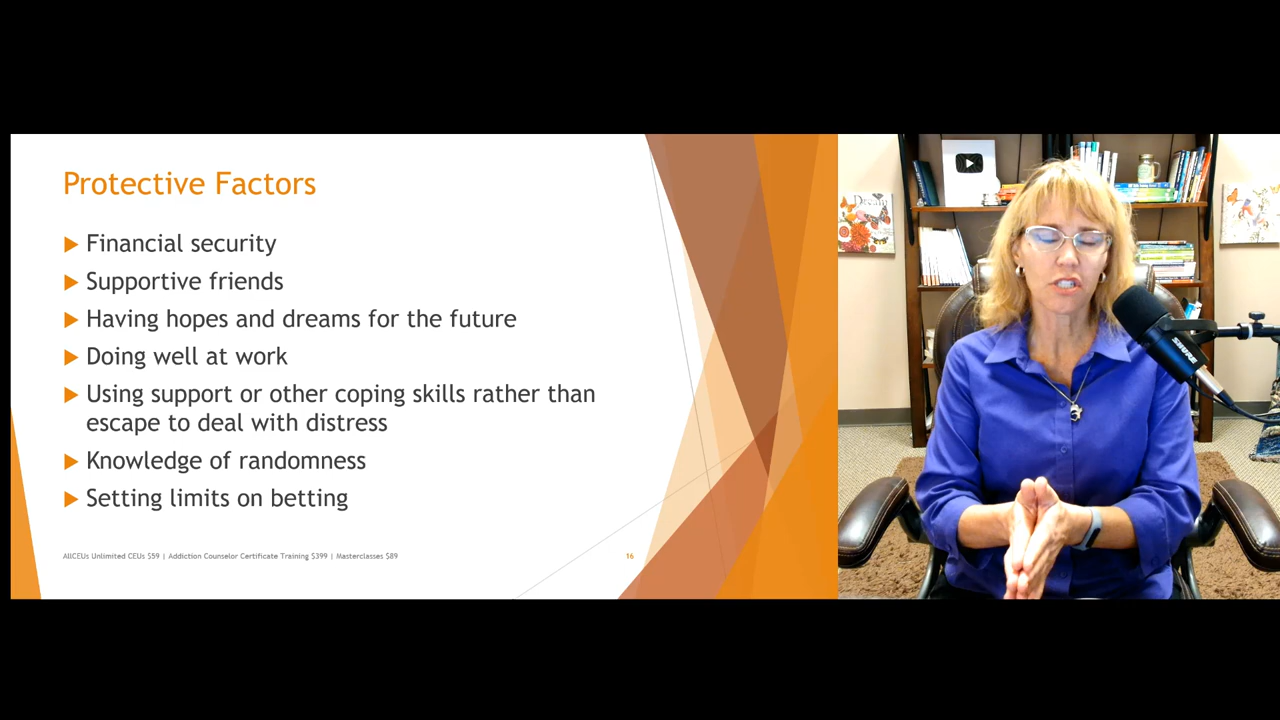 Protective Factors
Financial security
Supportive friends
Having hopes and dreams for the future
Doing well at work
Using support or other coping skills rather than
escape to deal with distress
Knowledge of randomness
Setting limits on betting
AllCEUs Unlimited CEUs $59 | Addiction Counselor Certificate Training $399 | Masterclasses $89
16
Dream
SHURE